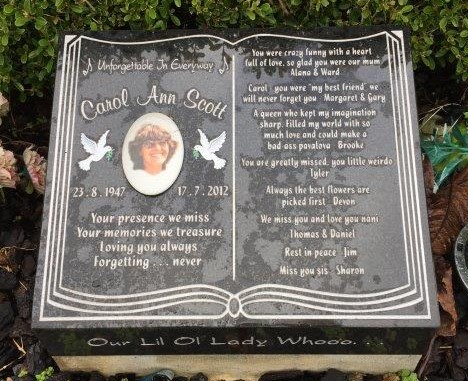 Unforgettable In Everyway
Carol Ann Scott
23.8.1947
17.7.2012
Your presence we miss
Your memories we treasure
Loving you always
Forgetting . . . never
You were crazy funny with a heart
full of love, so glad you were our mum
Alana & Ward
Carol you were "my best friend" we
will never forget you Margaret & Gary
A queen who kept my imagination
sharp. Filled my world with so
much love and could make a
bad-ass pavalova Brooke
You are greatly missed, you little weirdo
Tyler
Always the best flowers are
picked first Devon
We miss you and love you nani
Thomas & Daniel
Rest in peace Jim
Miss you sis Sharon
Our Lil Ol Lady Whooo. . .